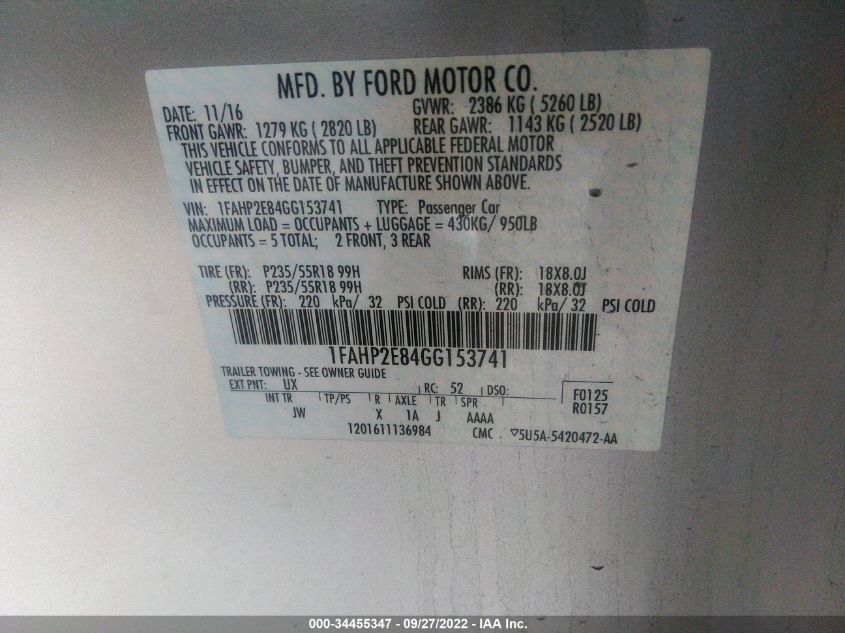 MFD. BY FORD MOTOR CO.
DATE: 11/16 GVWR: 2386 KG ( 5260 LB)
FRONT GAWR: 1279 KG ( 2820 LB) REAR GAWR: 1143 KG ( 2520 LB)
THIS VEHICLE CONFORMS TO ALL APPLICABLE FEDERAL MOTOR
VEHICLE SAFETY, BUMPER, AND THEFT PREVENTION STANDARDS
IN EFFECT ON THE DATE OF MANUFACTURE SHOWN ABOVE.
VIN: 1FAHP2E84GG153741 TYPE: Passenger Car
MAXIMUM LOAD = OCCUPANTS + LUGGAGE = 430KG/ 950LB
OCCUPANTS = 5 TOTAL; 2 FRONT, 3 REAR
TIRE (FR): P235/55R18 99H RIMS (FR): 18X8.0J
(RR): P235/55R18 99H (RR): 18X8.0J
PRESSURE (FR): 220 kPa/ 32 PSI COLD (RR): 220 kPa/ 32 PSI COLD
1FAHP2E84GG153741
TRAILER TOWING - SEE OWNER GUIDE
EXT PNT: UX RC: 52 DSO: F0125
INT TR TP/PS R AXLE TR SPR R0157
JW X 1A J AAAA
1201611136984 CMC ▽5U5A-5420472-AA
000-34455347 - 09/27/2022 - IAA Inc.